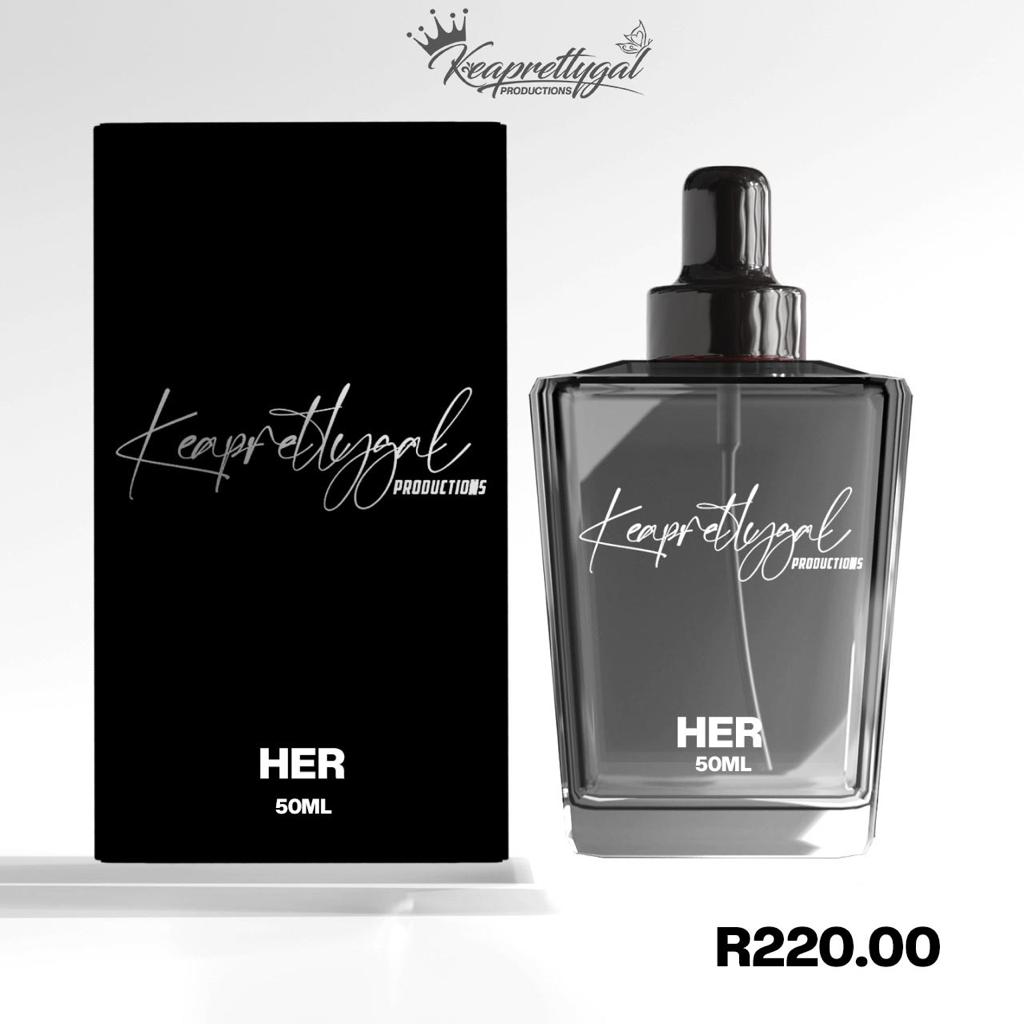 Keaprettygal
PRODUCTIONS
Keaprettygal
PRODUCTIONS
HER
50ML
Keaprettygal
PRODUCTIONS
HER
50ML
R220.00